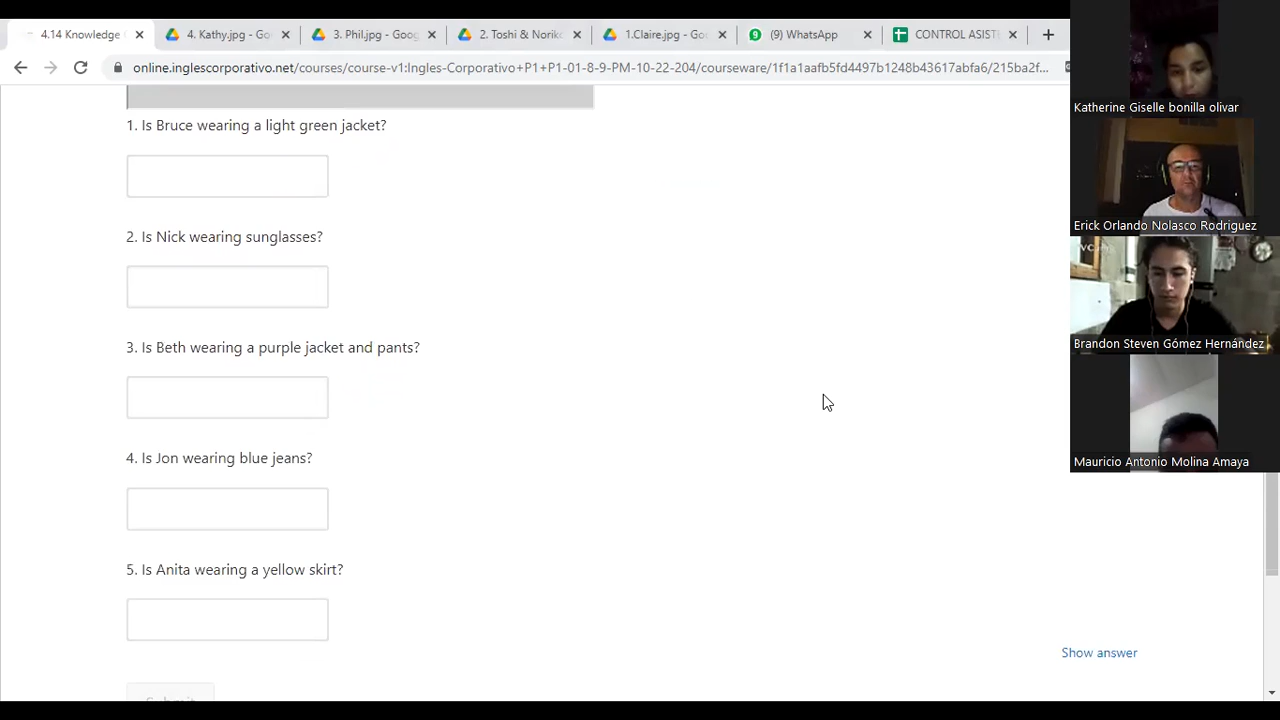 4.14 Knowledge
4. Kathy.jpg - Go
3. Phil.jpg - Goog
2. Toshi & Noriko
1.Claire.jpg - Goo
(9) WhatsApp
CONTROL ASIST
online.inglescorporativo.net/courses/course-v1:Ingles-Corporativo+P1+P1-01-8-9-PM-10-22-204/courseware/1f1a1aafb5fd4497b1248b43617abfa6/215ba2f...
1. Is Bruce wearing a light green jacket?
2. Is Nick wearing sunglasses?
3. Is Beth wearing a purple jacket and pants?
4. Is Jon wearing blue jeans?
5. Is Anita wearing a yellow skirt?
Show answer
Submit
Katherine Giselle bonilla olivar
Erick Orlando Nolasco Rodriguez
Brandon Steven Gómez Hernández
Mauricio Antonio Molina Amaya